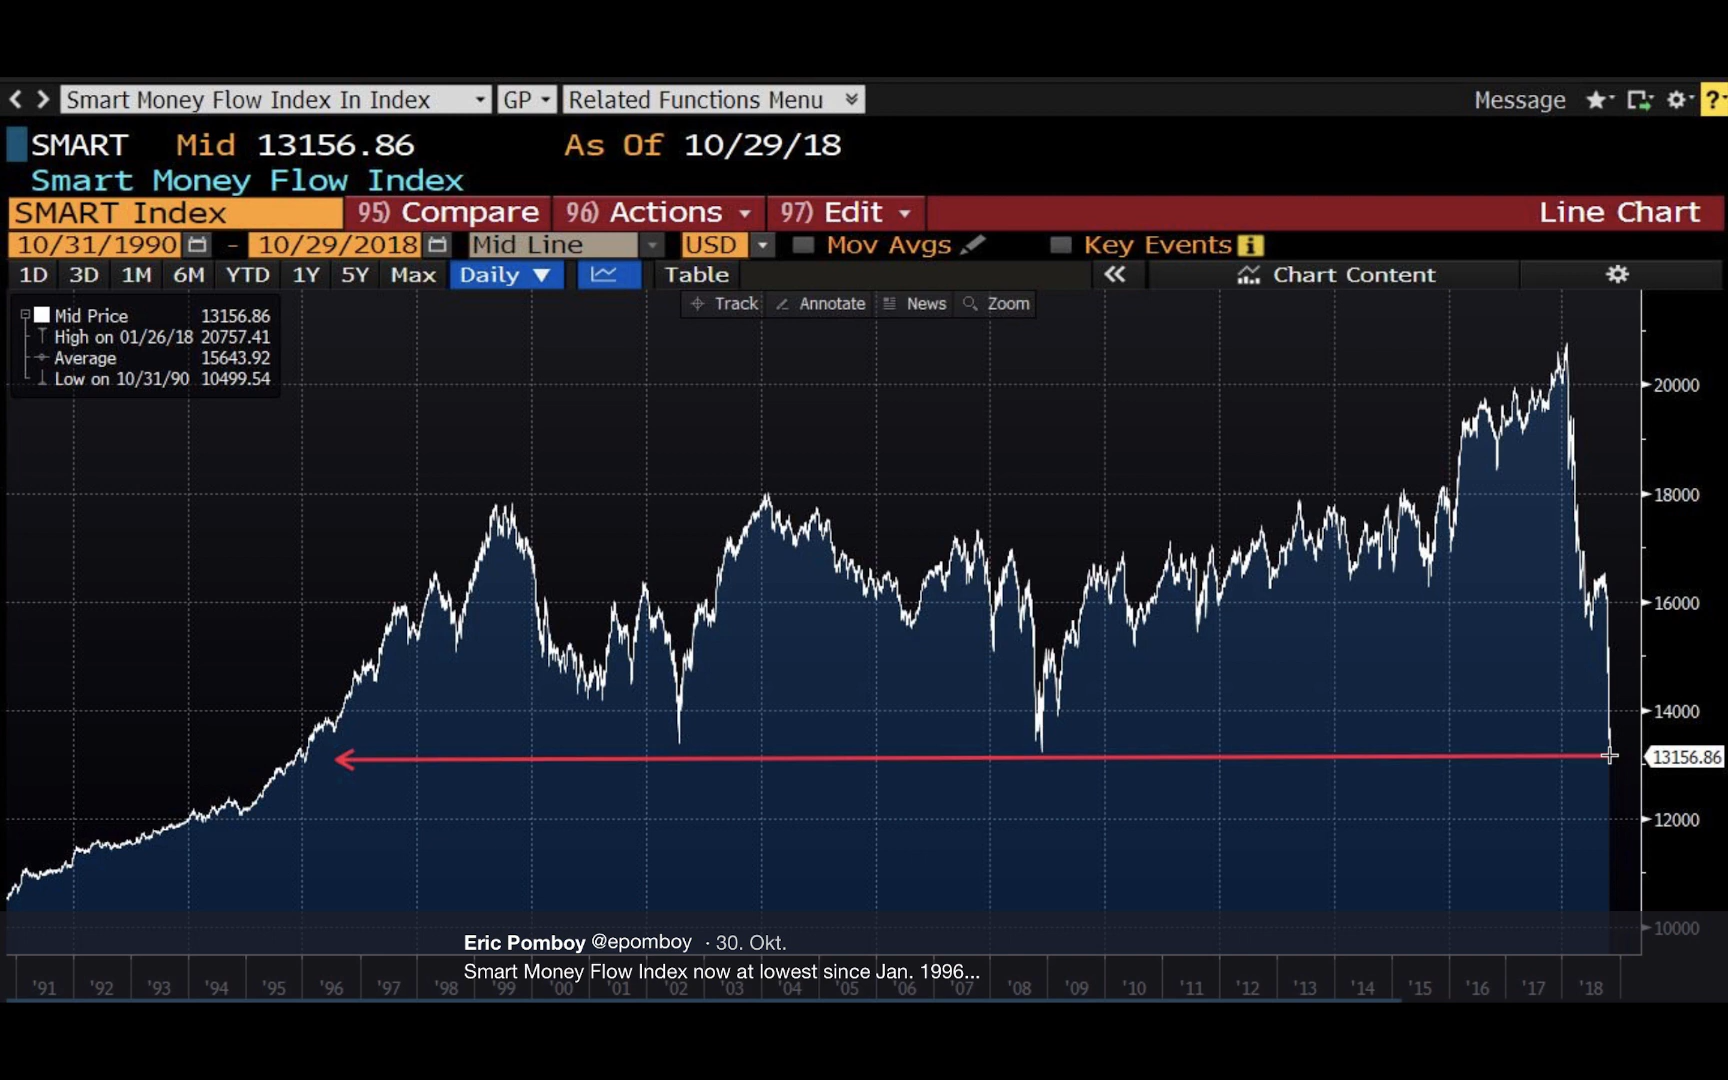 Smart Money Flow Index In Index GP Related Functions Menu Message ?
SMART Mid 13156.86 As Of 10/29/18
Smart Money Flow Index
SMART Index 95) Compare 96) Actions 97) Edit Line Chart
10/31/1990 - 10/29/2018 Mid Line USD Mov Avgs Key Events i
1D 3D 1M 6M YTD 1Y 5Y Max Daily Table « Chart Content
Track Annotate News Zoom
Mid Price 13156.86
High on 01/26/18 20757.41
Average 15643.92
Low on 10/31/90 10499.54
20000
18000
16000
14000
13156.86
12000
10000
Eric Pomboy @epomboy · 30. Okt.
Smart Money Flow Index now at lowest since Jan. 1996...
'91 '92 '93 '94 '95 '96 '97 '98 '99 '00 '01 '02 '03 '04 '05 '06 '07 '08 '09 '10 '11 '12 '13 '14 '15 '16 '17 '18